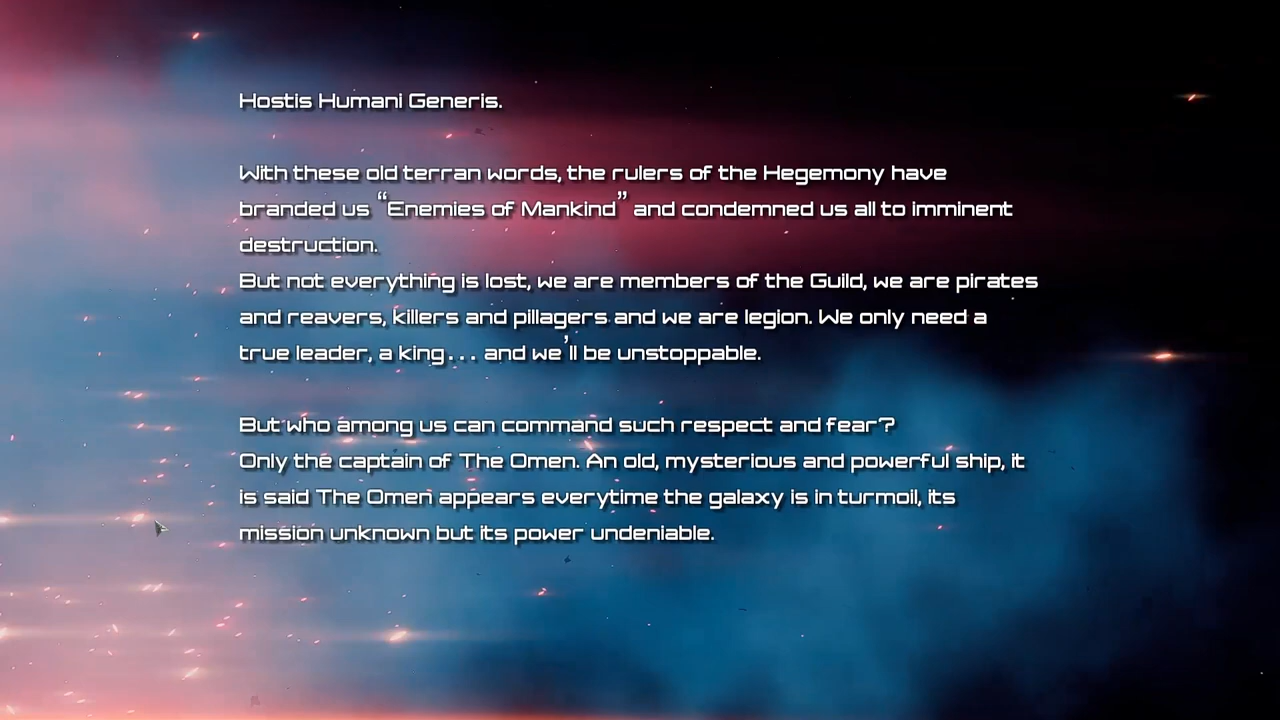 Hostis Humani Generis.
With these old terran words, the rulers of the Hegemony have
branded us “Enemies of Mankind” and condemned us all to imminent
destruction.
But not everything is lost, we are members of the Guild, we are pirates
and reavers, killers and pillagers and we are legion. We only need a
true leader, a king... and we'll be unstoppable.
But who among us can command such respect and fear?
Only the captain of The Omen. An old, mysterious and powerful ship, it
is said The Omen appears everytime the galaxy is in turmoil, its
mission unknown but its power undeniable.